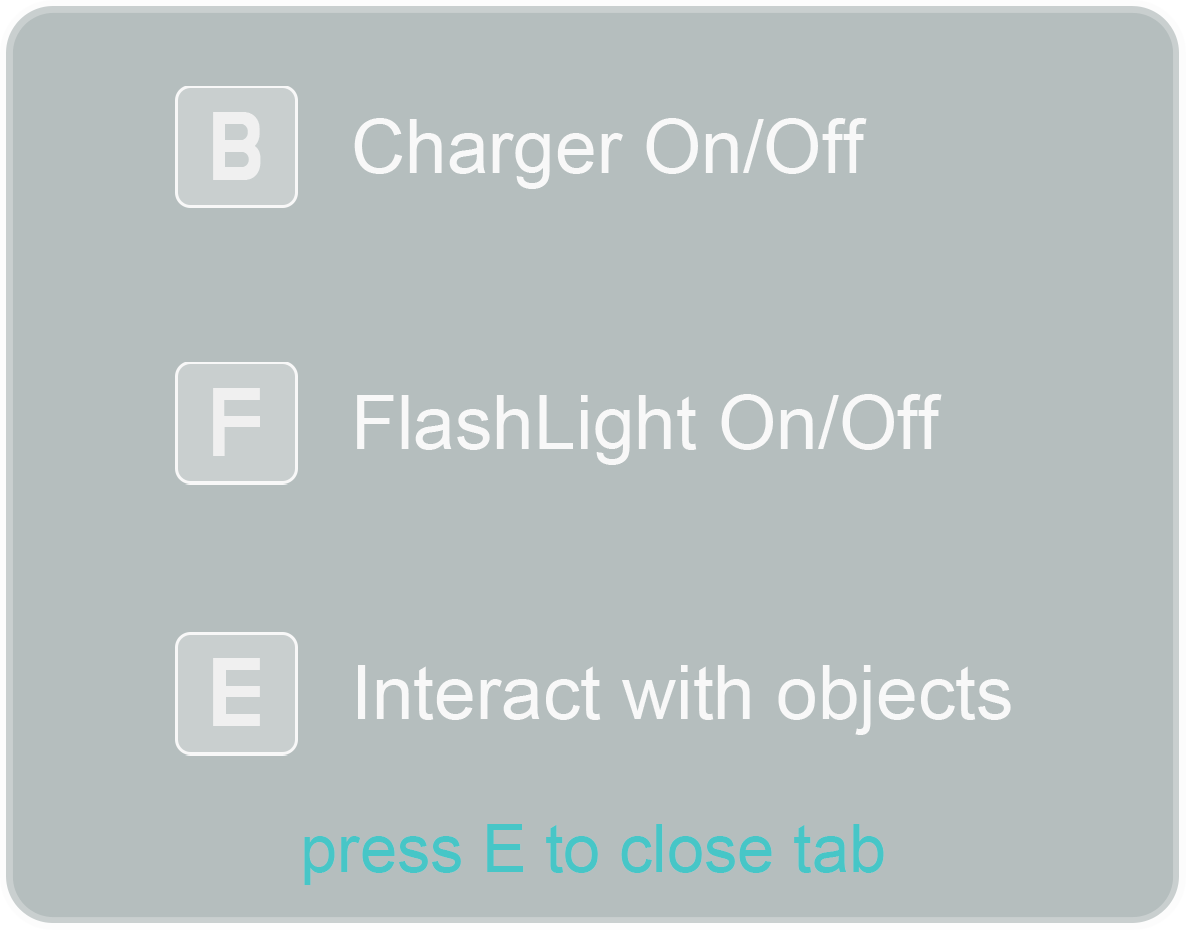 B Charger On/Off
F FlashLight On/Off
E Interact with objects
press E to close tab